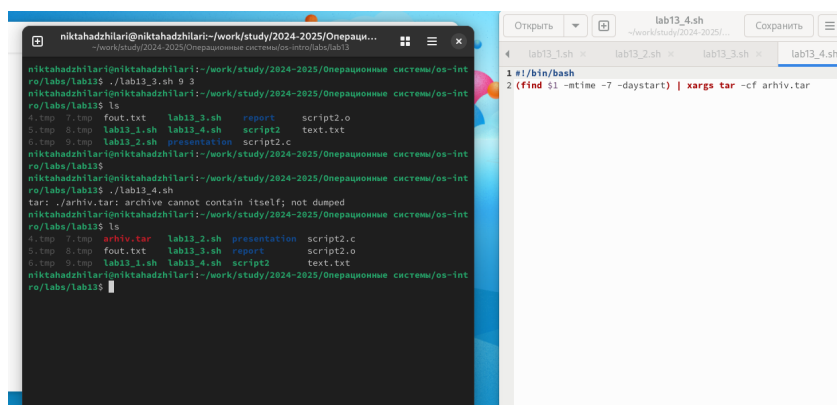 niktahadzhilari@niktahadzhilari:~/work/study/2024-2025/Операци...
~/work/study/2024-2025/Операционные системы/os-intro/labs/lab13
niktahadzhilari@niktahadzhilari:~/work/study/2024-2025/Операционные системы/os-int
ro/labs/lab13$ ./lab13_3.sh 9 3
niktahadzhilari@niktahadzhilari:~/work/study/2024-2025/Операционные системы/os-int
ro/labs/lab13$ ls
4.tmp 7.tmp fout.txt lab13_3.sh report script2.o
5.tmp 8.tmp lab13_1.sh lab13_4.sh script2 text.txt
6.tmp 9.tmp lab13_2.sh presentation script2.c
niktahadzhilari@niktahadzhilari:~/work/study/2024-2025/Операционные системы/os-int
ro/labs/lab13$
niktahadzhilari@niktahadzhilari:~/work/study/2024-2025/Операционные системы/os-int
ro/labs/lab13$ ./lab13_4.sh
tar: ./arhiv.tar: archive cannot contain itself; not dumped
niktahadzhilari@niktahadzhilari:~/work/study/2024-2025/Операционные системы/os-int
ro/labs/lab13$ ls
4.tmp 7.tmp arhiv.tar lab13_2.sh presentation script2.c
5.tmp 8.tmp fout.txt lab13_3.sh report script2.o
6.tmp 9.tmp lab13_1.sh lab13_4.sh script2 text.txt
niktahadzhilari@niktahadzhilari:~/work/study/2024-2025/Операционные системы/os-int
ro/labs/lab13$
Открыть lab13_4.sh Сохранить
~/work/study/2024-2025/...
lab13_1.sh lab13_2.sh lab13_3.sh lab13_4.sh
1 #!/bin/bash
2 (find $1 -mtime -7 -daystart) | xargs tar -cf arhiv.tar